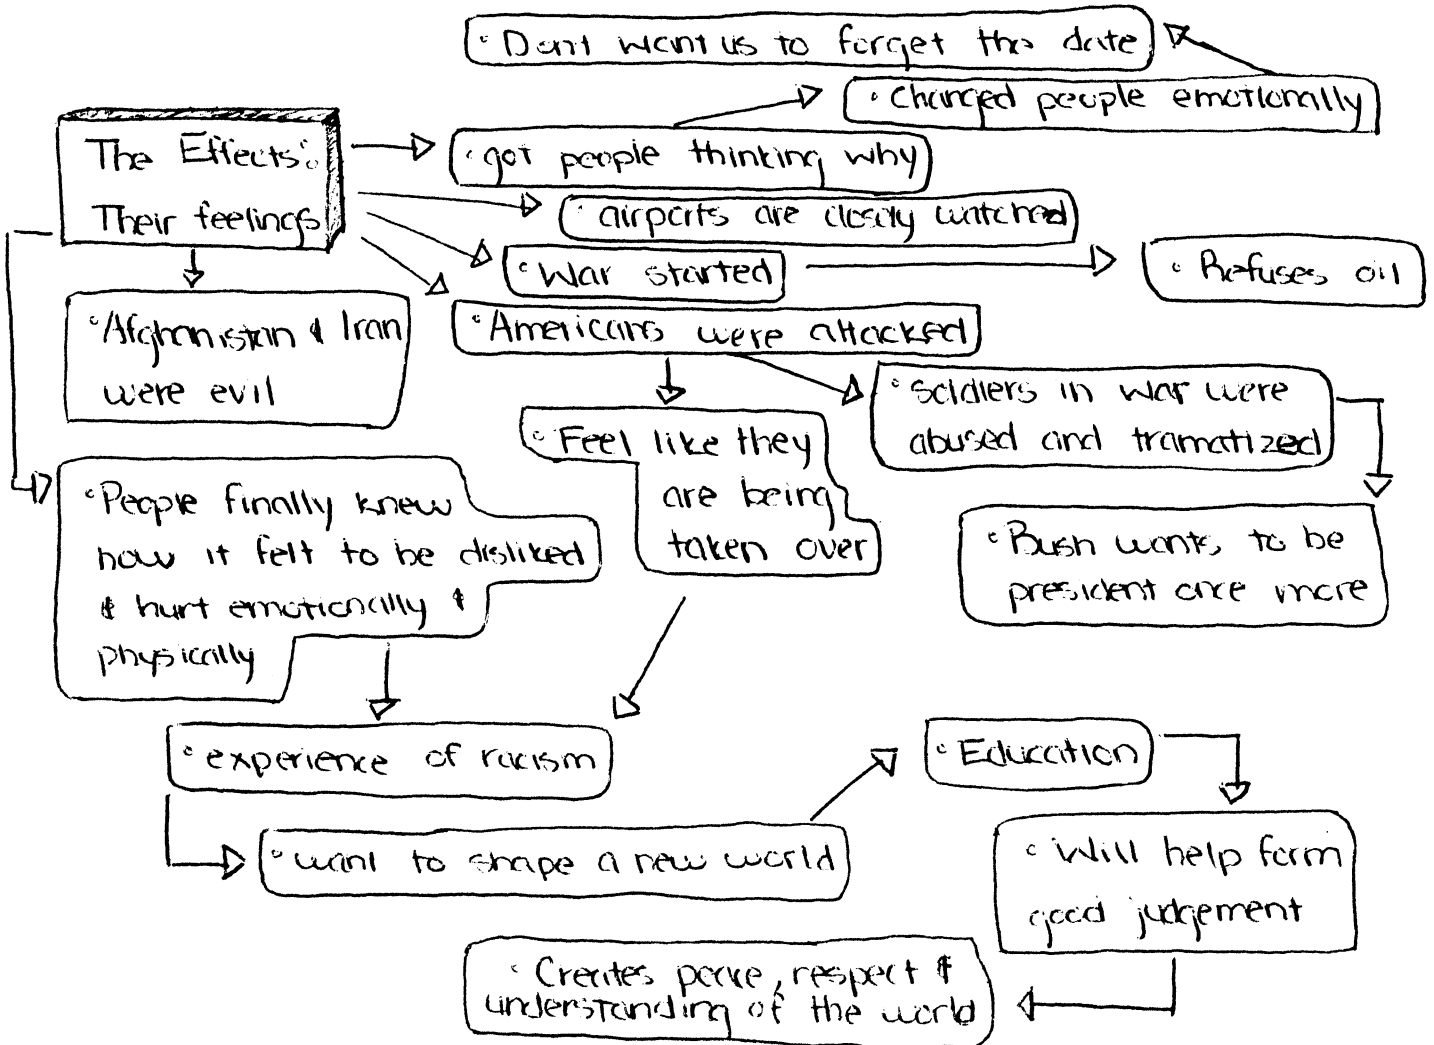 • Dont want us to forget this date
• Changed people emotionally
The Effects:
Their feelings
• got people thinking why
• airports are closily watched
• War started
• Refuses oil
• Afghanistan & Iran
were evil
• Americans were attacked
• Soldiers in war were
abused and tramatized
• Feel like they
are being
taken over
• People finally knew
how it felt to be disliked
& hurt emotionally &
physically
• Bush wants to be
president once more
• experience of racism
• want to shape a new world
• Education
• Will help form
good judgement
• Creates peace, respect &
understanding of the world